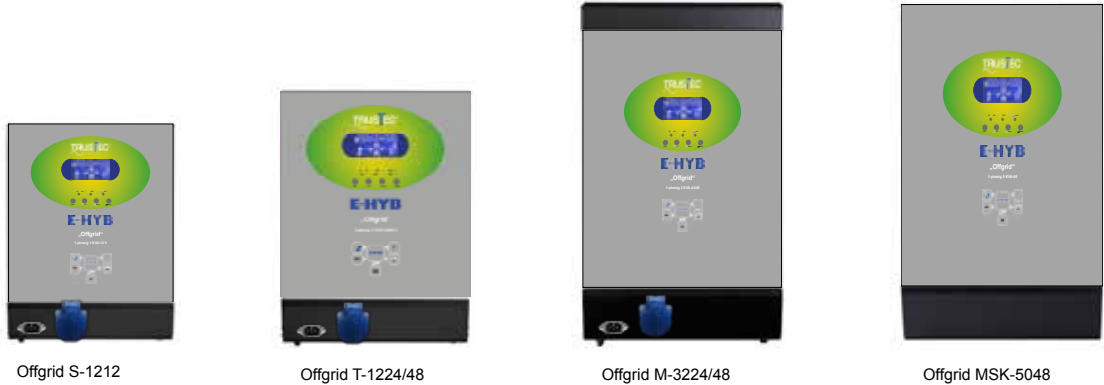 TRUSTEC
E-HYB
„Offgrid“
Offgrid S-1212
TRUSTEC
E-HYB
„Offgrid“
Offgrid T-1224/48
TRUSTEC
E-HYB
„Offgrid“
Offgrid M-3224/48
TRUSTEC
E-HYB
„Offgrid“
Offgrid MSK-5048